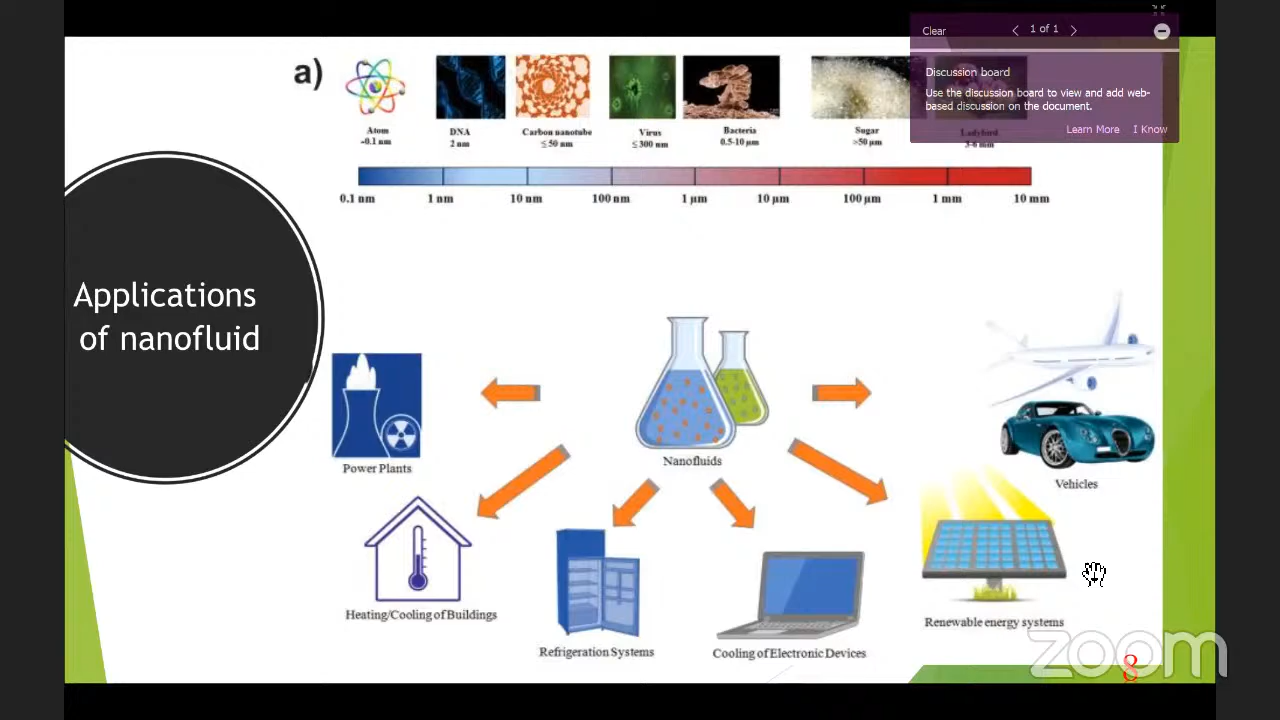 Clear
1 of 1
Discussion board
Use the discussion board to view and add web-
based discussion on the document.
Learn More I Know
a)
Atom
~0.1 nm
DNA
2 nm
Carbon nanotube
≤ 50 nm
Virus
≤ 300 nm
Bacteria
0.5-10 µm
Sugar
>50 µm
Ladybird
3-6 mm
0.1 nm 1 nm 10 nm 100 nm 1 µm 10 µm 100 µm 1 mm 10 mm
Applications
of nanofluid
Power Plants
Nanofluids
Vehicles
Heating/Cooling of Buildings
Refrigeration Systems
Cooling of Electronic Devices
Renewable energy systems
zoom
8